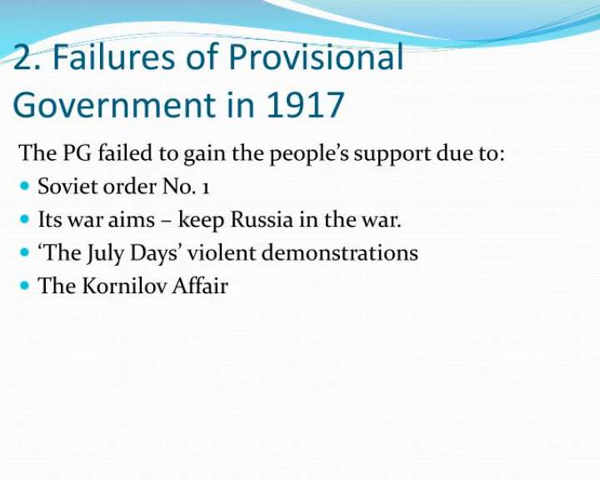 2. Failures of Provisional
Government in 1917
The PG failed to gain the people's support due to:
• Soviet order No. 1
• Its war aims – keep Russia in the war.
• ‘The July Days’ violent demonstrations
• The Kornilov Affair